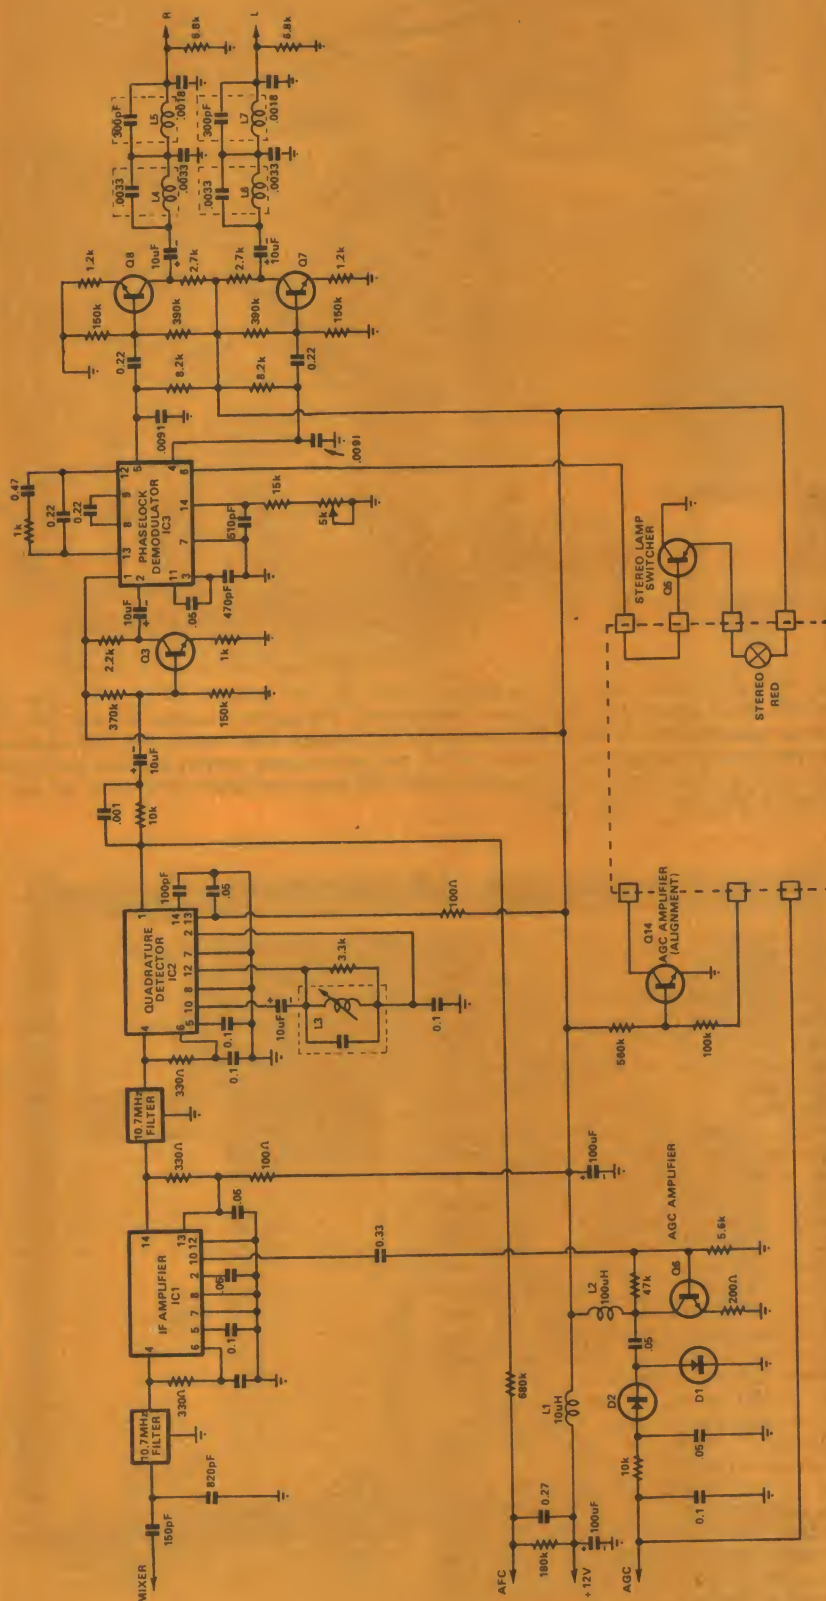 MIXER
150pF
820pF
10.7MHz
FILTER
330Ω
4
14
IF AMPLIFIER
IC1
6
5
7
8
2
10
12
13
0.1
.05
.05
330Ω
100Ω
10.7MHz
FILTER
330Ω
0.1
0.1
4
1
QUADRATURE
DETECTOR
IC2
6
5
10
8
12
7
2
13
14
100pF
.05
10uF
+
-
L3
3.3k
0.1
100Ω
.001
10k
+
-
10uF
370k
150k
2.2k
Q3
1k
10uF
+
-
1k
0.47
0.22
0.22
1
2
13
8
9
12
PHASELOCK
DEMODULATOR
IC3
11
3
7
14
6
4
5
.05
470pF
510pF
15k
5k
.0091
.0091
0.22
8.2k
8.2k
0.22
150k
390k
390k
150k
1.2k
Q8
2.7k
2.7k
Q7
1.2k
10uF
+
-
10uF
+
-
.0033
L4
.0033
300pF
L5
.0018
R
6.8k
.0033
L6
.0033
300pF
L7
.0018
L
6.8k
AFC
680k
180k
0.27
+12V
+
-
100uF
L1
10uH
+
-
100uF
0.33
AGC
0.1
10k
.05
D2
D1
.05
L2
100uH
47k
AGC AMPLIFIER
Q6
200Ω
5.6k
560k
100k
Q14
AGC AMPLIFIER
(ALIGNMENT)
STEREO LAMP
SWITCHER
Q5
STEREO
RED